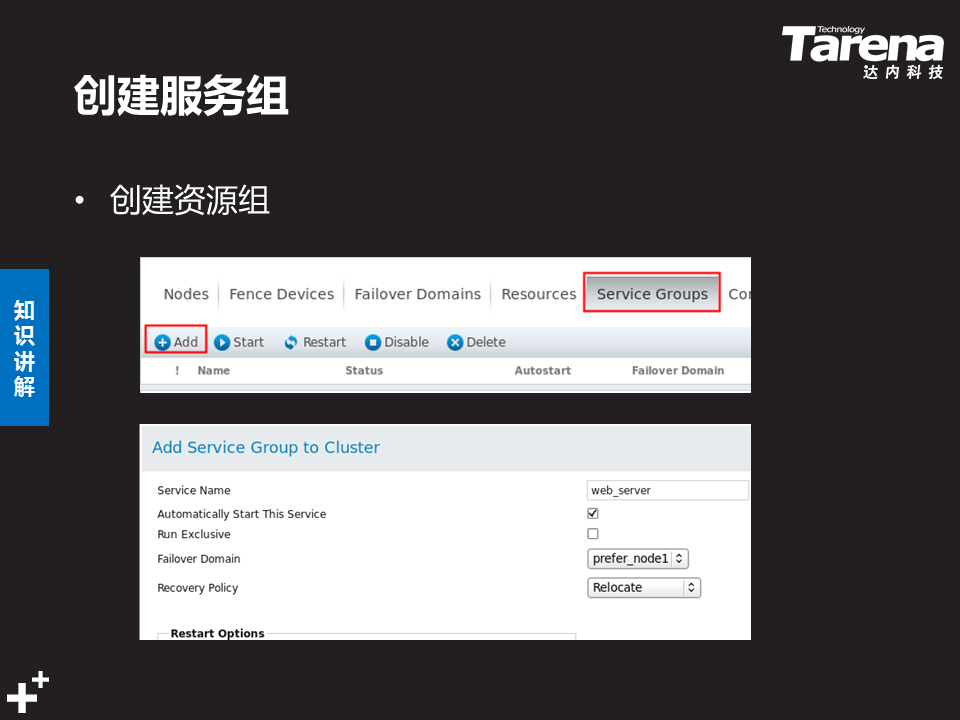 Technology
Tarena
达内科技
创建服务组
• 创建资源组
知识讲解
Nodes Fence Devices Failover Domains Resources Service Groups Cor
Add Start Restart Disable Delete
! Name Status Autostart Failover Domain
Add Service Group to Cluster
Service Name web_server
Automatically Start This Service
Run Exclusive
Failover Domain prefer_node1
Recovery Policy Relocate
Restart Options